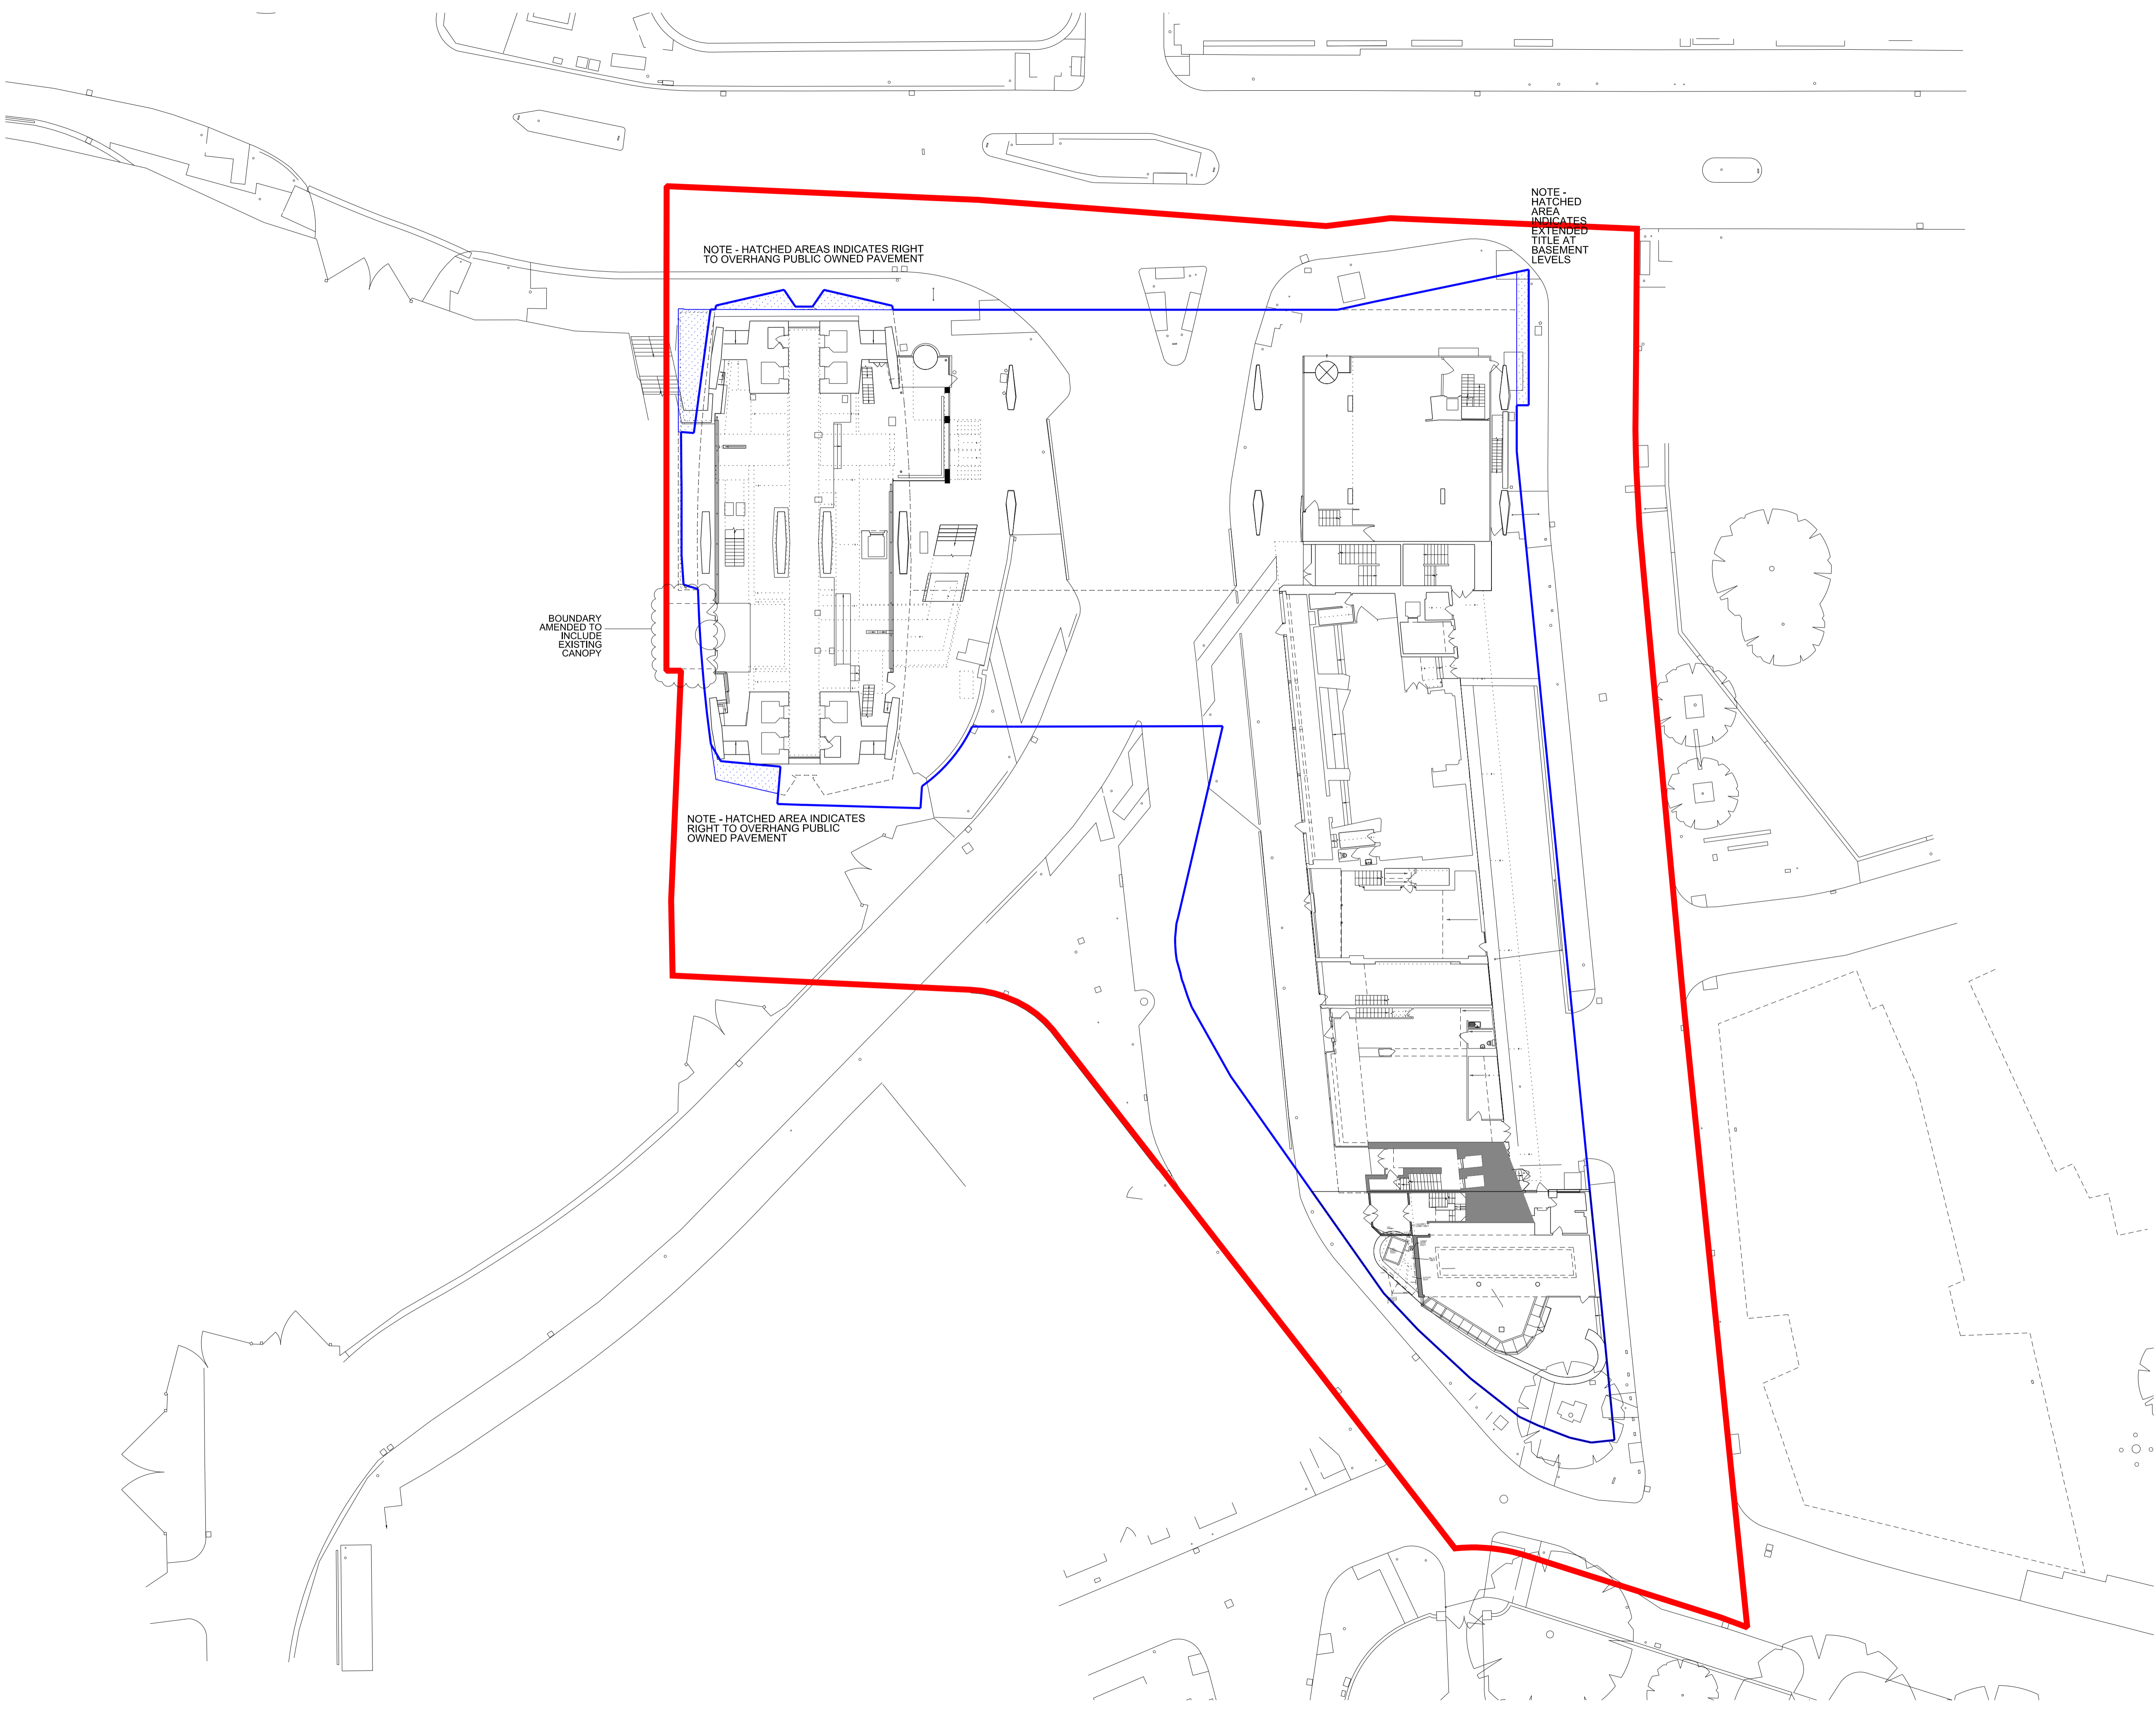 NOTE -
HATCHED
AREA
INDICATES
EXTENDED
TITLE AT
BASEMENT
LEVELS
NOTE - HATCHED AREAS INDICATES RIGHT
TO OVERHANG PUBLIC OWNED PAVEMENT
BOUNDARY
AMENDED TO
INCLUDE
EXISTING
CANOPY
NOTE - HATCHED AREA INDICATES
RIGHT TO OVERHANG PUBLIC
OWNED PAVEMENT